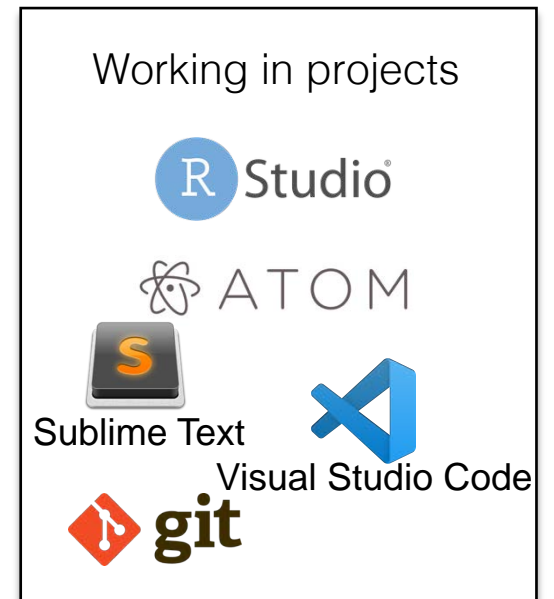 Working in projects
R Studio®
ATOM
S
Sublime Text
Visual Studio Code
git